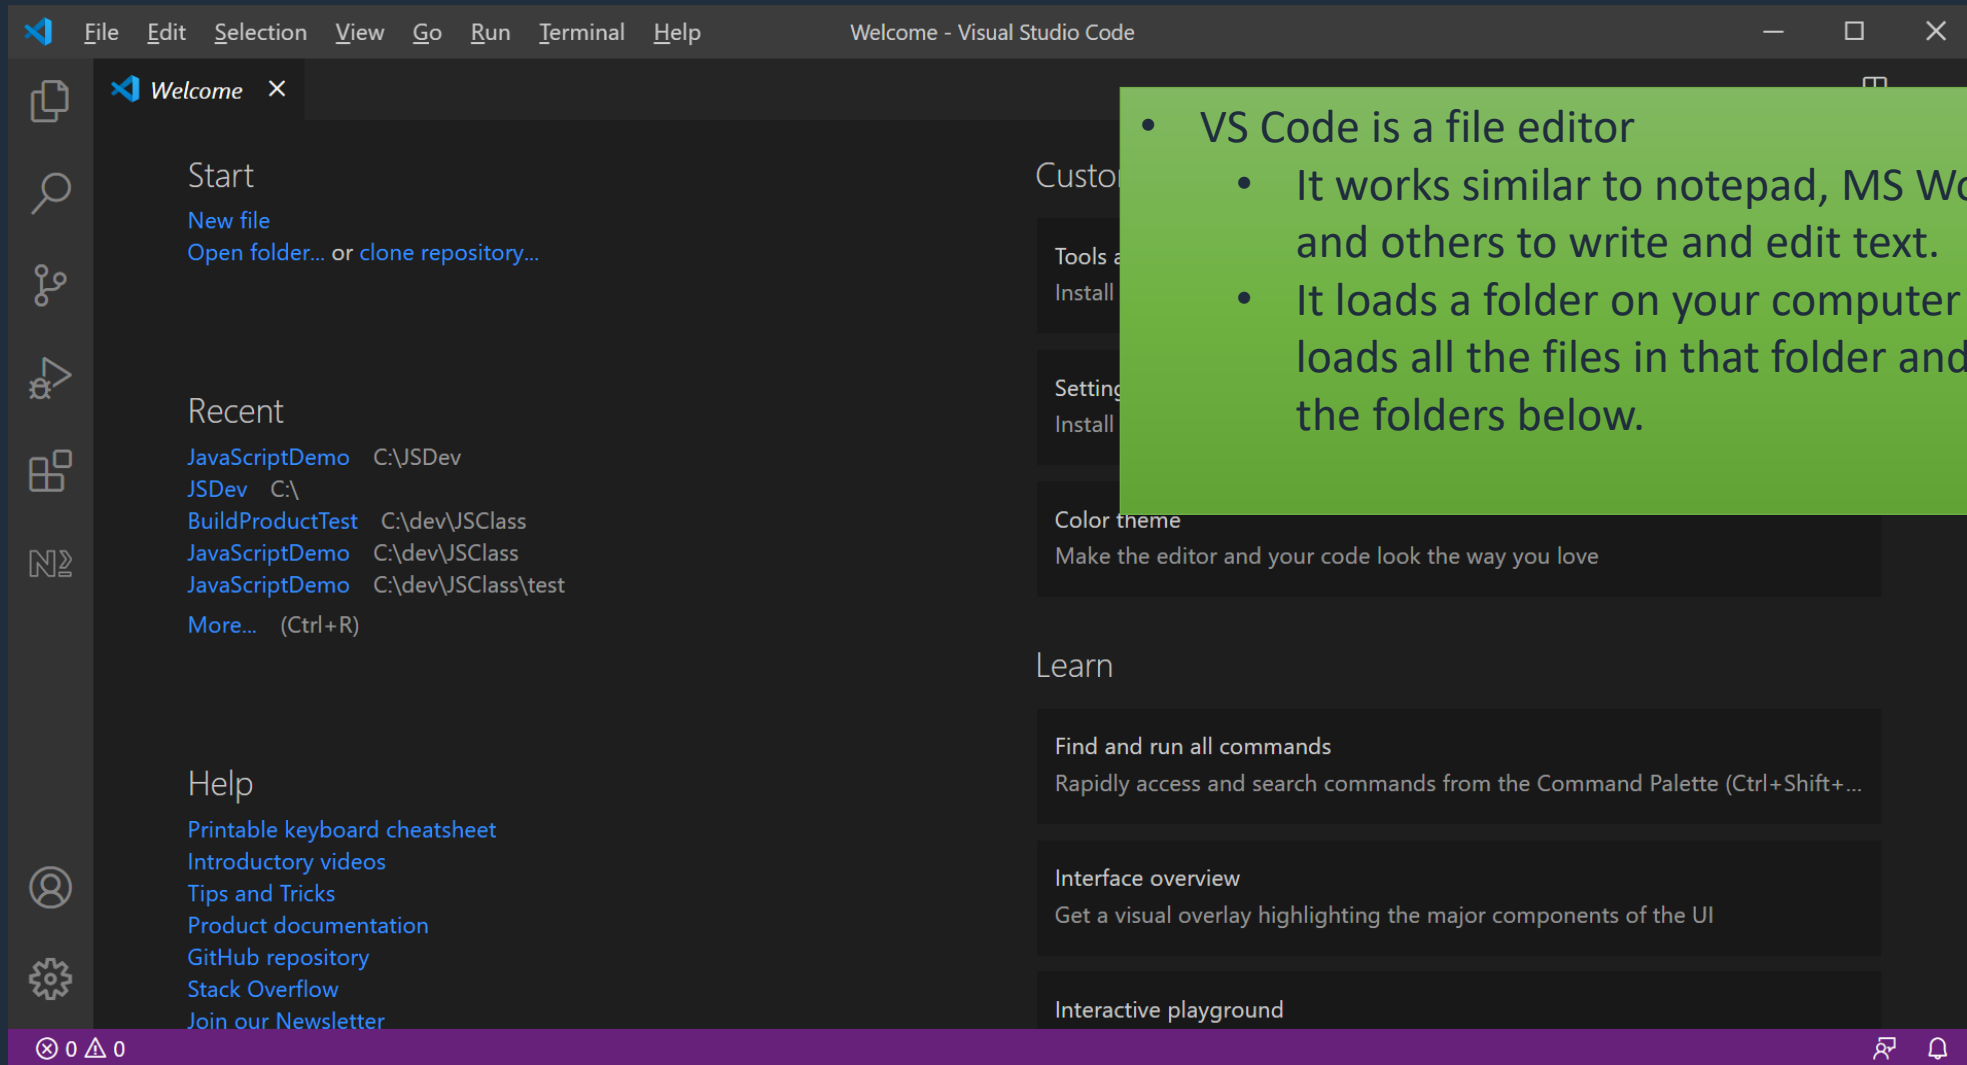 File Edit Selection View Go Run Terminal Help
Welcome - Visual Studio Code
Welcome
Start
New file
Open folder... or clone repository...
Recent
JavaScriptDemo C:\JSDev
JSDev C:\
BuildProductTest C:\dev\JSClass
JavaScriptDemo C:\dev\JSClass
JavaScriptDemo C:\dev\JSClass\test
More... (Ctrl+R)
Help
Printable keyboard cheatsheet
Introductory videos
Tips and Tricks
Product documentation
GitHub repository
Stack Overflow
Join our Newsletter
Tools
Install
Install
Color theme
Make the editor and your code look the way you love
Learn
Find and run all commands
Rapidly access and search commands from the Command Palette (Ctrl+Shift+...
Interface overview
Get a visual overlay highlighting the major components of the UI
Interactive playground
• VS Code is a file editor
• It works similar to notepad, MS
and others to write and edit text.
• It loads a folder on your computer
loads all the files in that folder and
the folders below.
0 0